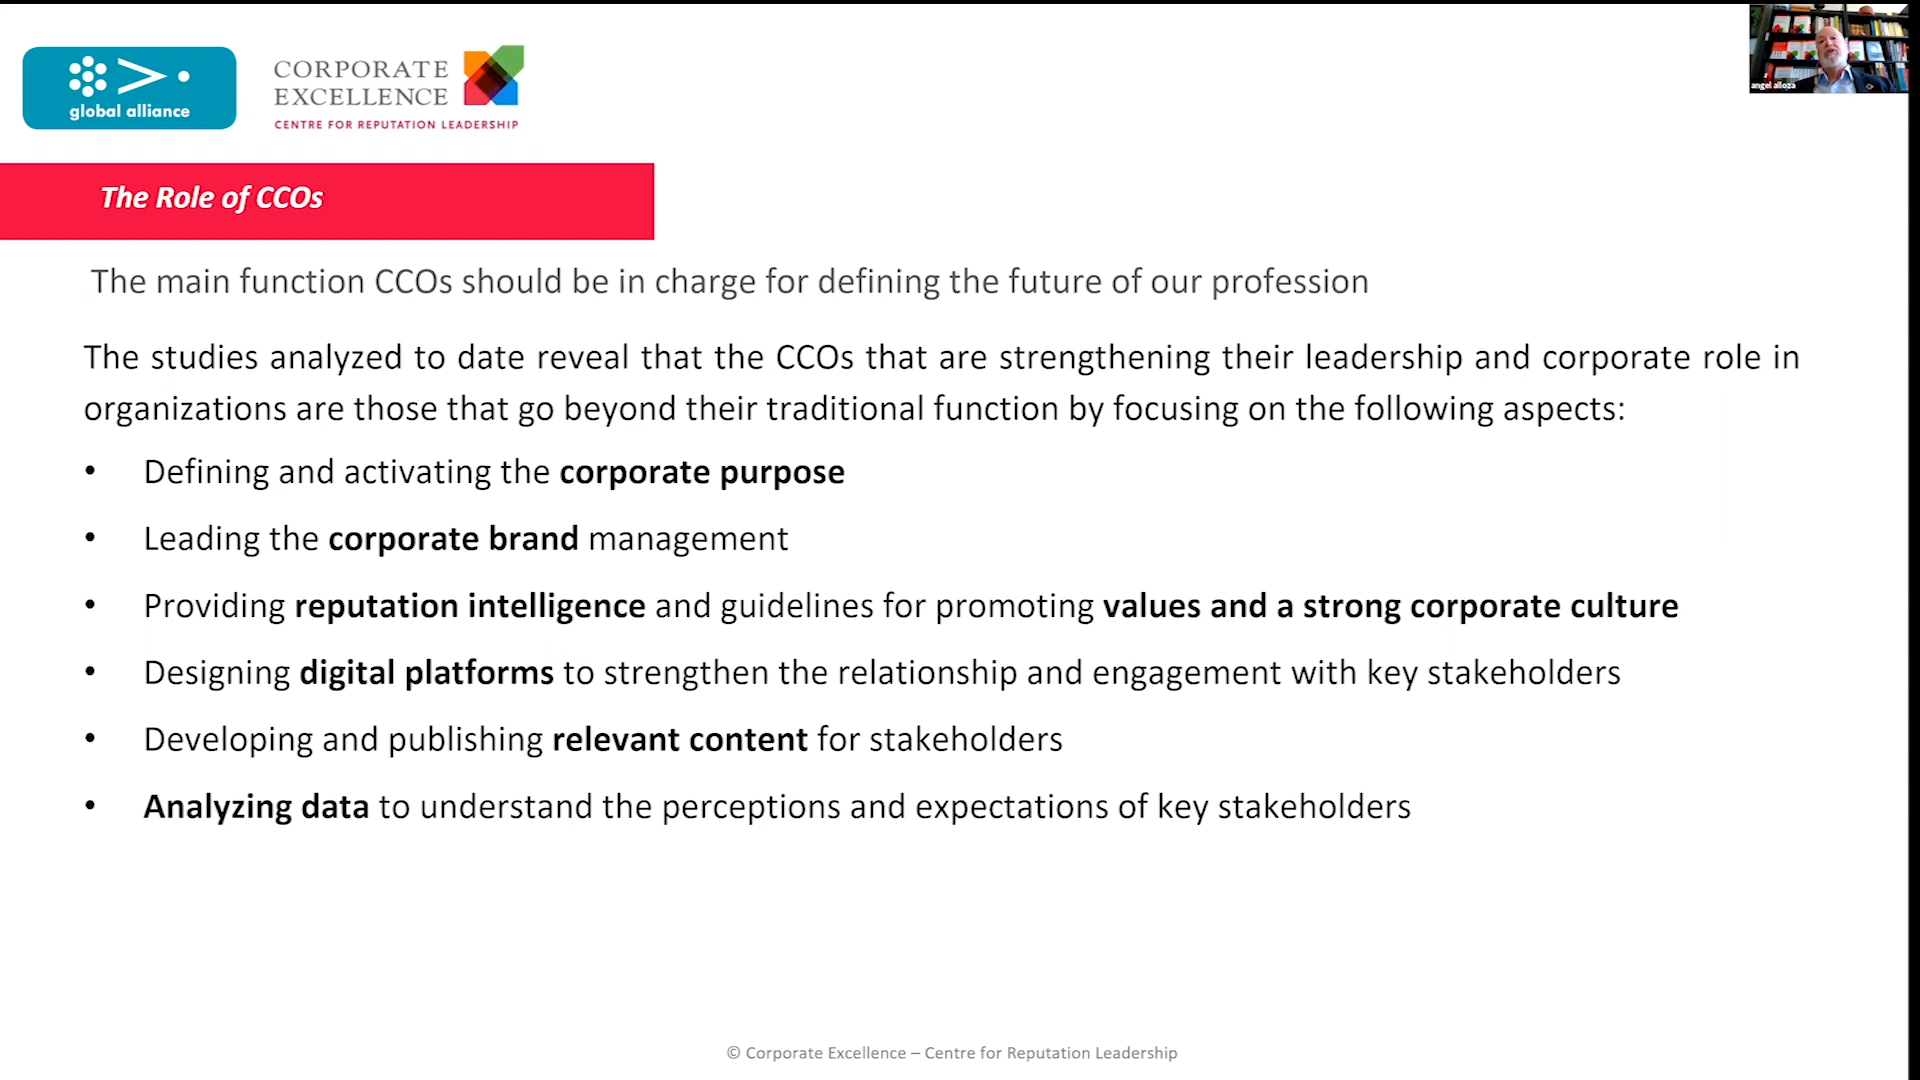 global alliance
CORPORATE
EXCELLENCE
CENTRE FOR REPUTATION LEADERSHIP
angel alloza
The Role of CCOs
The main function CCOs should be in charge for defining the future of our profession
The studies analyzed to date reveal that the CCOs that are strengthening their leadership and corporate role in
organizations are those that go beyond their traditional function by focusing on the following aspects:
• Defining and activating the corporate purpose
• Leading the corporate brand management
• Providing reputation intelligence and guidelines for promoting values and a strong corporate culture
• Designing digital platforms to strengthen the relationship and engagement with key stakeholders
• Developing and publishing relevant content for stakeholders
• Analyzing data to understand the perceptions and expectations of key stakeholders
© Corporate Excellence – Centre for Reputation Leadership